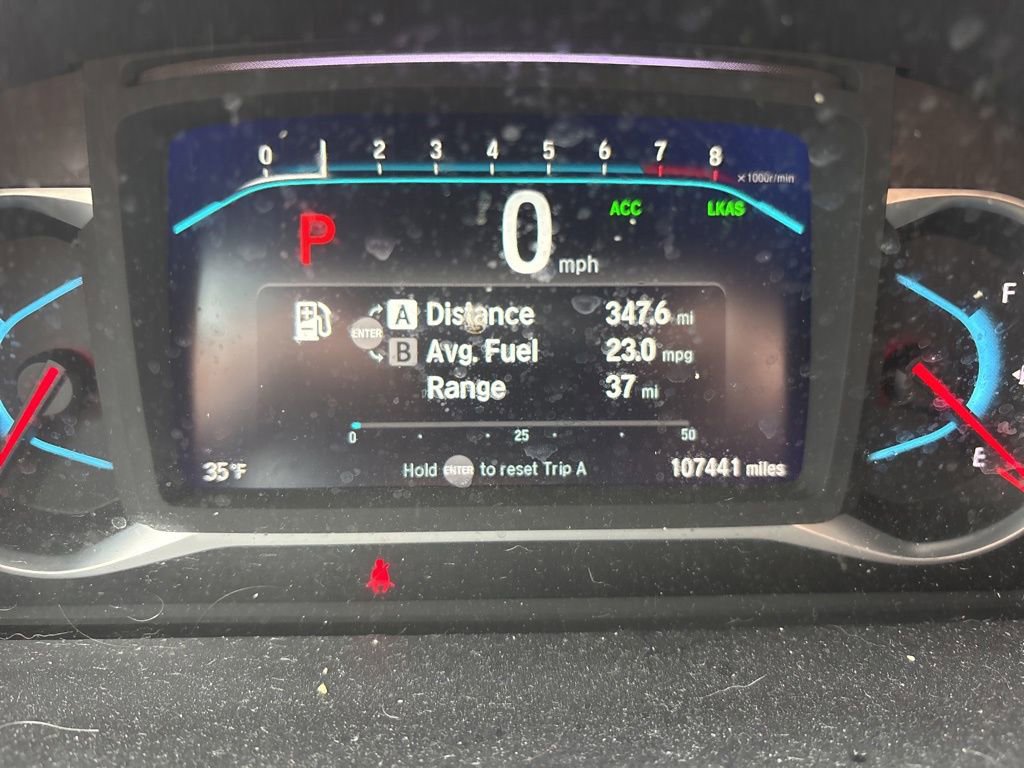 0 2 3 4 5 6 7 8
×1000r/min
P 0 mph ACC LKAS
F
ENTER A Distance 347.6 mi
B Avg. Fuel 23.0 mpg
Range 37 mi
0 25 50
E
35°F Hold ENTER to reset Trip A 107441 miles